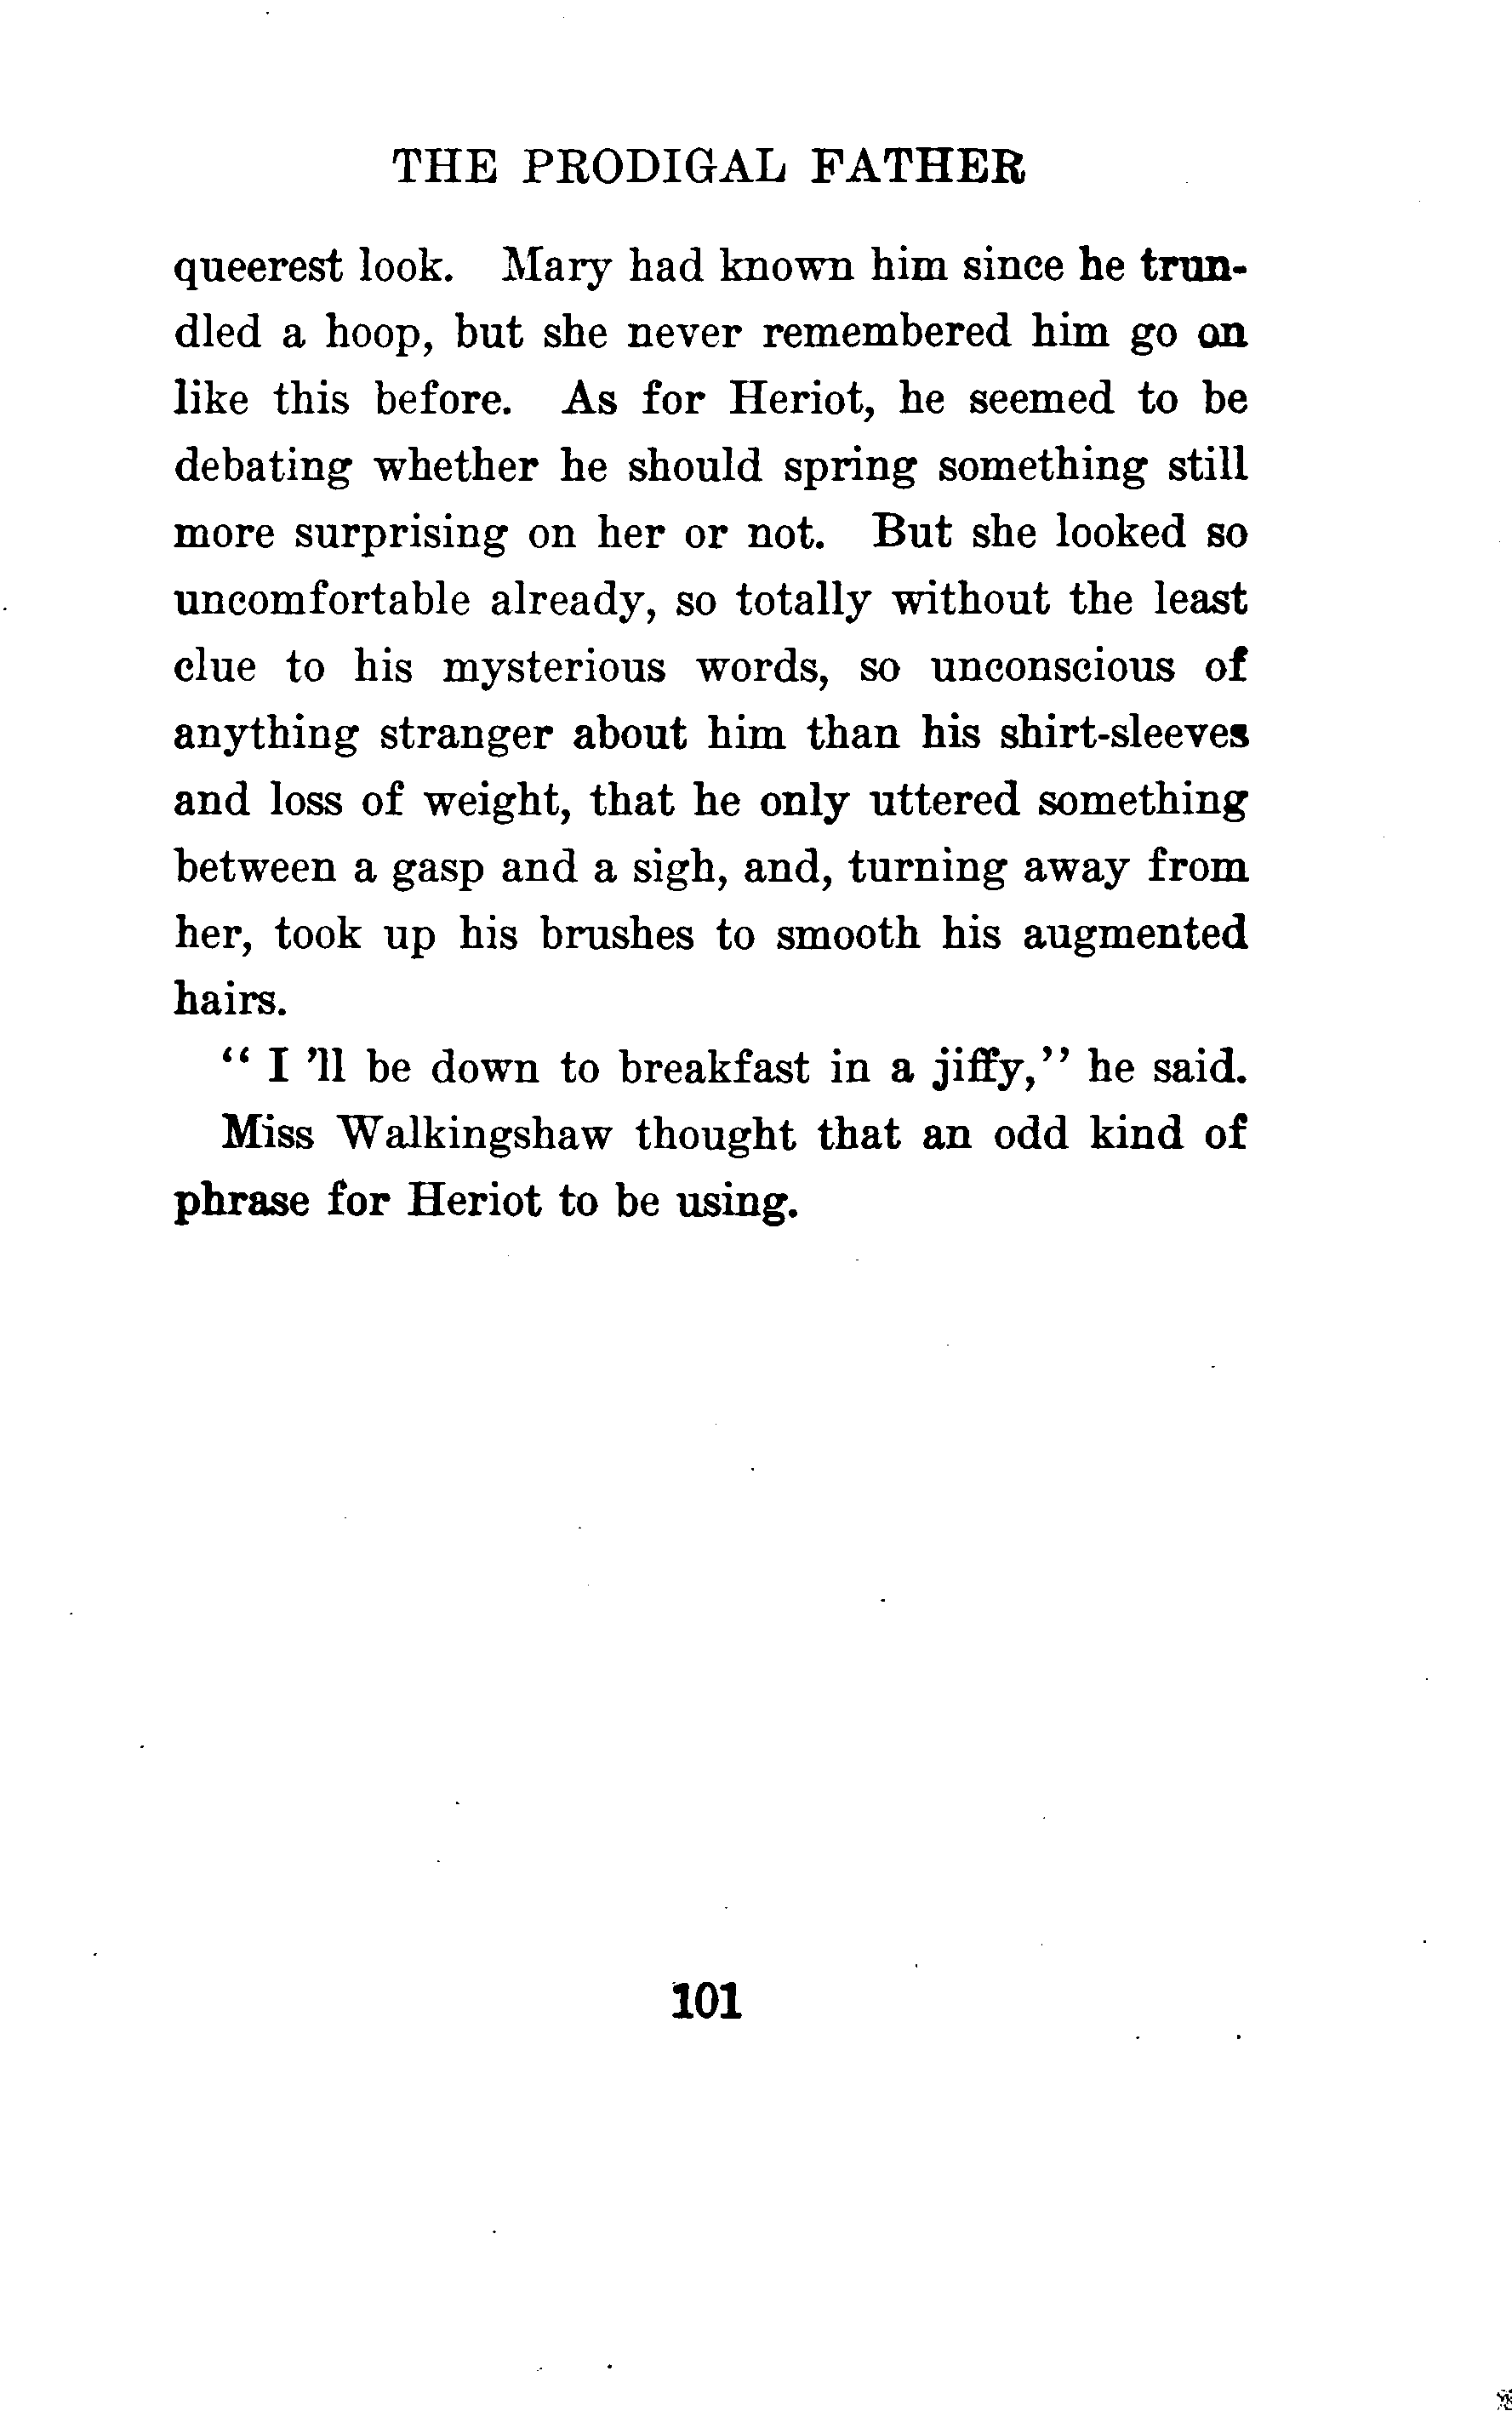 THE PRODIGAL FATHER
queerest look. Mary had known him since he trun-
dled a hoop, but she never remembered him go on
like this before. As for Heriot, he seemed to be
debating whether he should spring something still
more surprising on her or not. But she looked so
uncomfortable already, so totally without the least
clue to his mysterious words, so unconscious of
anything stranger about him than his shirt-sleeves
and loss of weight, that he only uttered something
between a gasp and a sigh, and, turning away from
her, took up his brushes to smooth his augmented
hairs.
“ I ’ll be down to breakfast in a jiffy,” he said.
Miss Walkingshaw thought that an odd kind of
phrase for Heriot to be using.
101